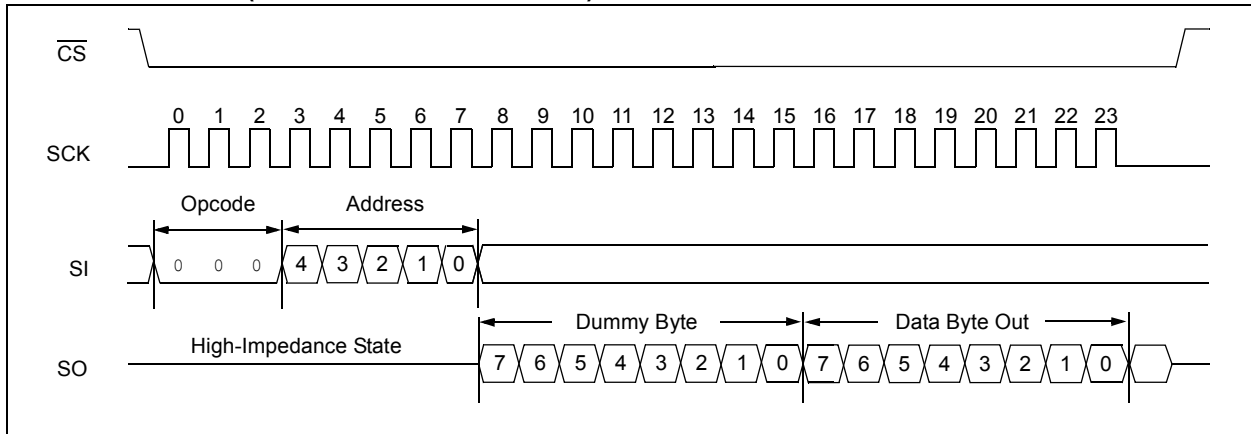 CS
0 1 2 3 4 5 6 7 8 9 10 11 12 13 14 15 16 17 18 19 20 21 22 23
SCK
Opcode Address
SI 0 0 0 4 3 2 1 0
Dummy Byte Data Byte Out
High-Impedance State
SO 7 6 5 4 3 2 1 0 7 6 5 4 3 2 1 0